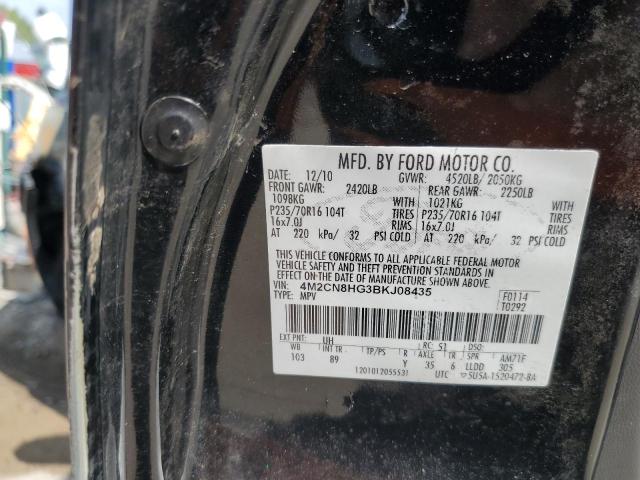 MFD. BY FORD MOTOR CO.
DATE: 12/10 GVWR: 4520LB/ 2050KG
FRONT GAWR: 2420LB REAR GAWR: 2250LB
1098KG WITH 1021KG WITH
P235/70R16 104T TIRES P235/70R16 104T TIRES
16x7.0J RIMS 16x7.0J RIMS
AT 220 kPa/ 32 PSI COLD AT 220 kPa/ 32 PSI COLD
THIS VEHICLE CONFORMS TO ALL APPLICABLE FEDERAL MOTOR
VEHICLE SAFETY AND THEFT PREVENTION STANDARDS IN
EFFECT ON THE DATE OF MANUFACTURE SHOWN ABOVE.
VIN: 4M2CN8HG3BKJ08435 F0114
TYPE: MPV T0292
EXT PNT: UH RC: 51 DSO:
WB INT TR TP/PS R AXLE TR SPR AM71F
103 89 Y 35 6 LLDD 305
1201012055531 UTC 5U5A-1520472-BA